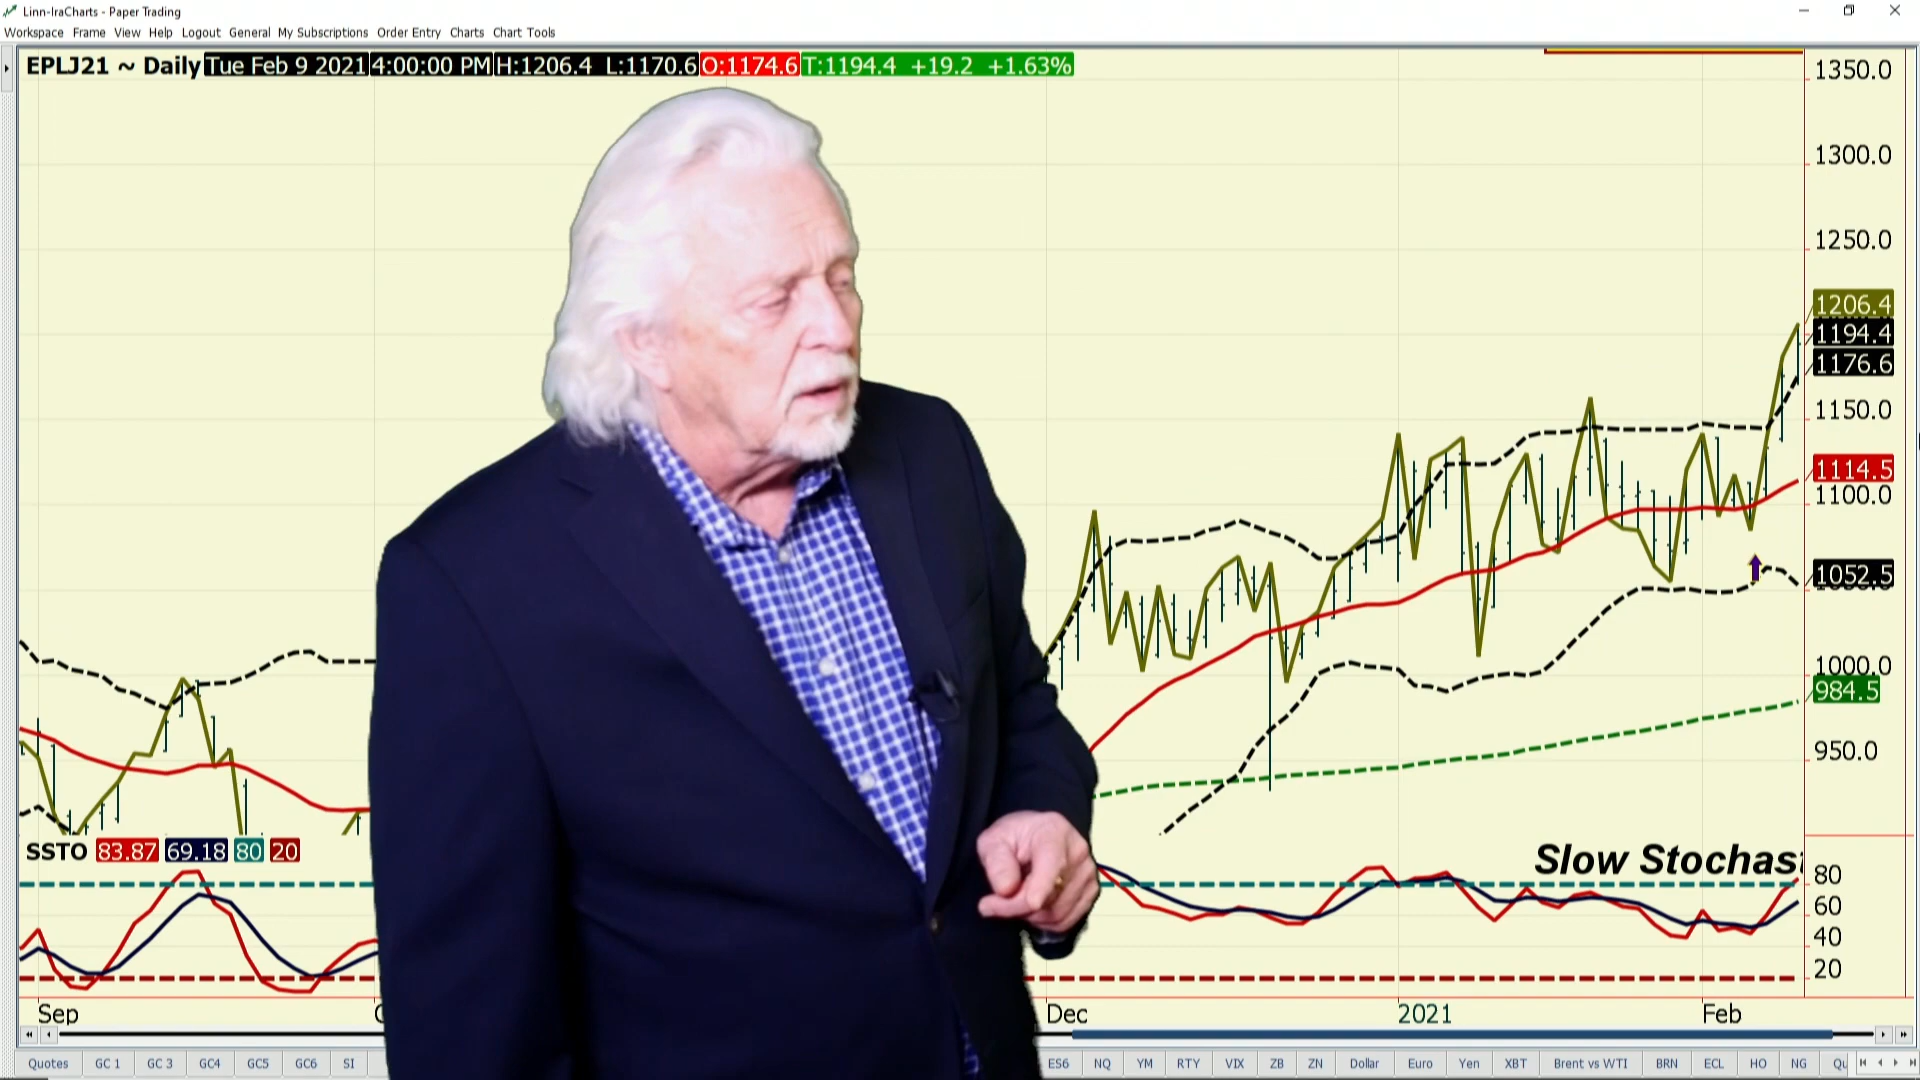 Linn-IraCharts - Paper Trading
Workspace Frame View Help Logout General My Subscriptions Order Entry Charts Chart Tools
EPLJ21 ~ Daily Tue Feb 9 2021 4:00:00 PM H:1206.4 L:1170.6 O:1174.6 T:1194.4 +19.2 +1.63%
1350.0
1300.0
1250.0
1206.4
1194.4
1176.6
1150.0
1114.5
1100.0
1052.5
1000.0
984.5
950.0
SSTO 83.87 69.18 80 20
Slow Stochast
80
60
40
20
Sep Dec 2021 Feb
Quotes GC 1 GC 3 GC4 GC5 GC6 SI ES6 NQ YM RTY VIX ZB ZN Dollar Euro Yen XBT Brent vs WTI BRN ECL HO NG Qu